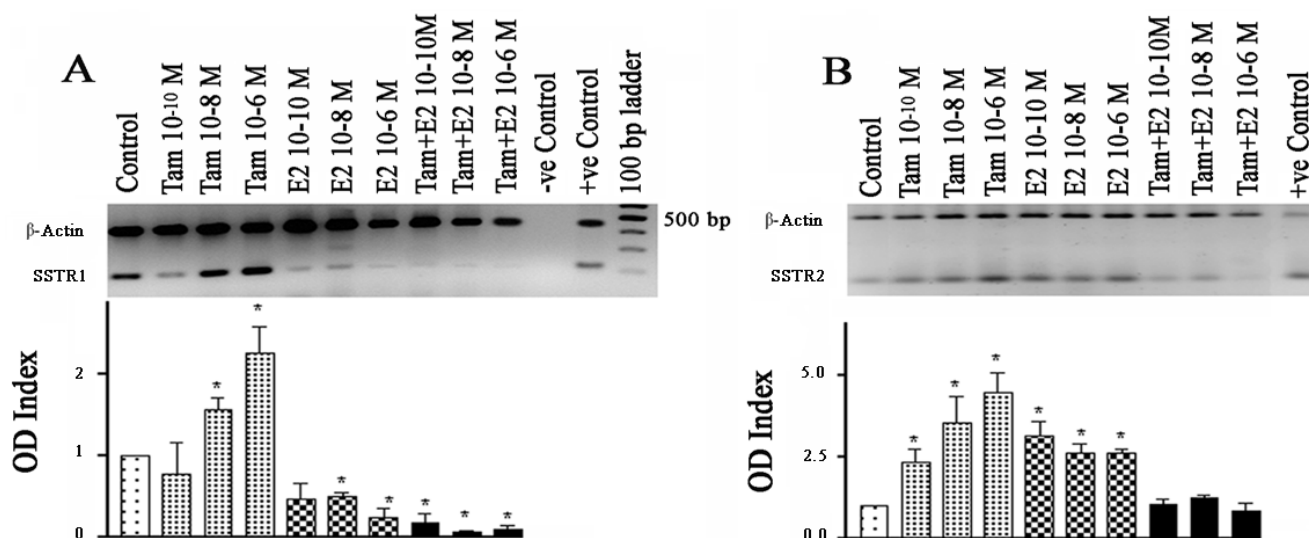 A
Control
Tam 10-10 M
Tam 10-8 M
Tam 10-6 M
E2 10-10 M
E2 10-8 M
E2 10-6 M
Tam+E2 10-10M
Tam+E2 10-8 M
Tam+E2 10-6 M
-ve Control
+ve Control
100 bp ladder
β-Actin
500 bp
SSTR1
OD Index
2
1
0
*
*
*
*
*
*
*
B
Control
Tam 10-10 M
Tam 10-8 M
Tam 10-6 M
E2 10-10 M
E2 10-8 M
E2 10-6 M
Tam+E2 10-10M
Tam+E2 10-8 M
Tam+E2 10-6 M
+ve Control
β-Actin
SSTR2
OD Index
5.0
2.5
0.0
*
*
*
*
*
*